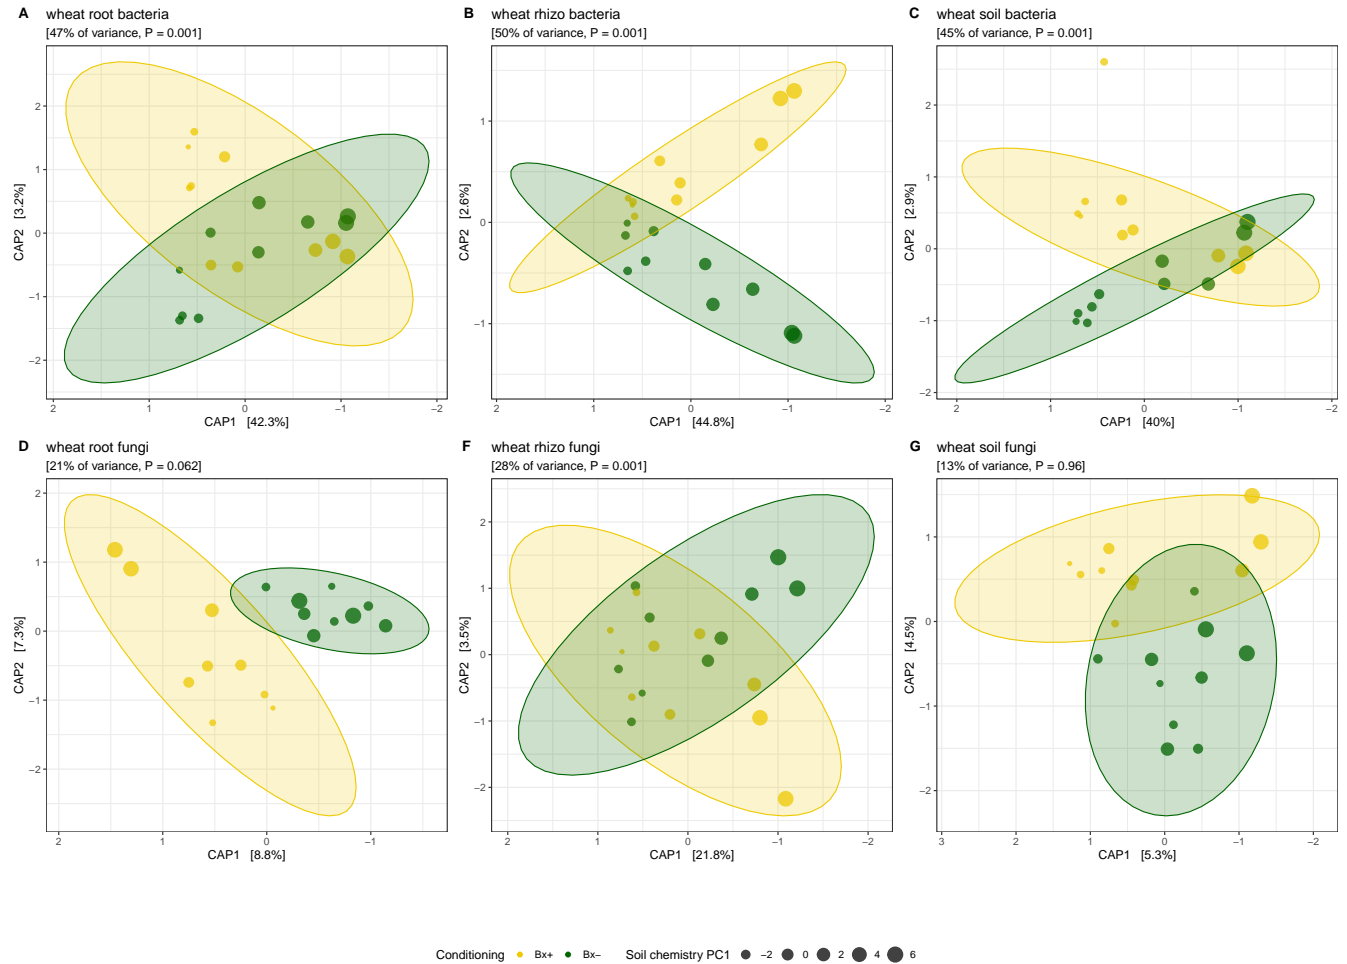 A wheat root bacteria
[47% of variance, P = 0.001]
CAP2 [3.2%]
2
1
0
−1
−2
2 1 0 −1 −2
CAP1 [42.3%]
B wheat rhizo bacteria
[50% of variance, P = 0.001]
CAP2 [2.6%]
1
0
−1
2 1 0 −1 −2
CAP1 [44.8%]
C wheat soil bacteria
[45% of variance, P = 0.001]
CAP2 [2.9%]
2
1
0
−1
−2
2 1 0 −1 −2
CAP1 [40%]
D wheat root fungi
[21% of variance, P = 0.062]
CAP2 [7.3%]
2
1
0
−1
−2
2 1 0 −1
CAP1 [8.8%]
F wheat rhizo fungi
[28% of variance, P = 0.001]
CAP2 [3.5%]
2
1
0
−1
−2
2 1 0 −1 −2
CAP1 [21.8%]
G wheat soil fungi
[13% of variance, P = 0.96]
CAP2 [4.5%]
1
0
−1
−2
3 2 1 0 −1 −2
CAP1 [5.3%]
Conditioning Bx+ Bx− Soil chemistry PC1 −2 0 2 4 6